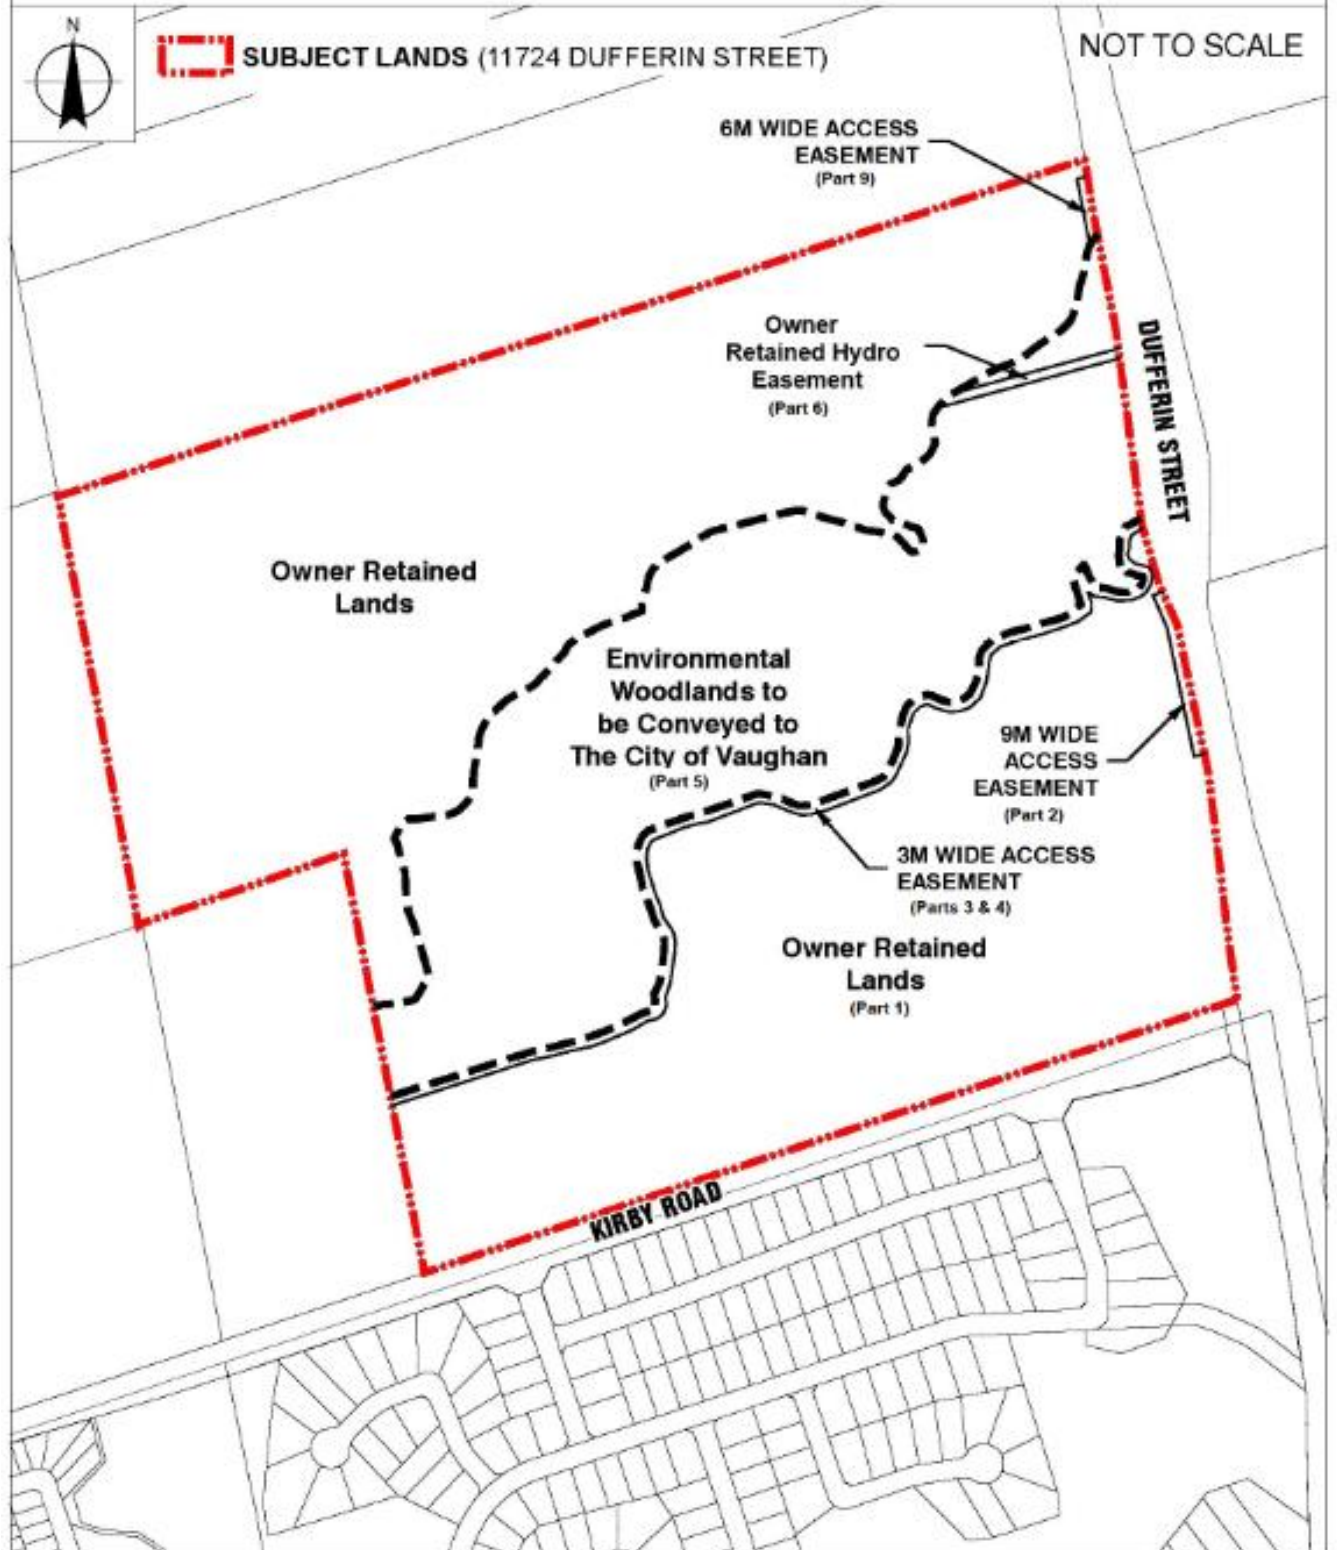 N
SUBJECT LANDS (11724 DUFFERIN STREET)
NOT TO SCALE
6M WIDE ACCESS
EASEMENT
(Part 9)
Owner
Retained Hydro
Easement
(Part 6)
DUFFERIN STREET
Owner Retained
Lands
Environmental
Woodlands to
be Conveyed to
The City of Vaughan
(Part 5)
9M WIDE
ACCESS
EASEMENT
(Part 2)
3M WIDE ACCESS
EASEMENT
(Parts 3 & 4)
Owner Retained
Lands
(Part 1)
KIRBY ROAD